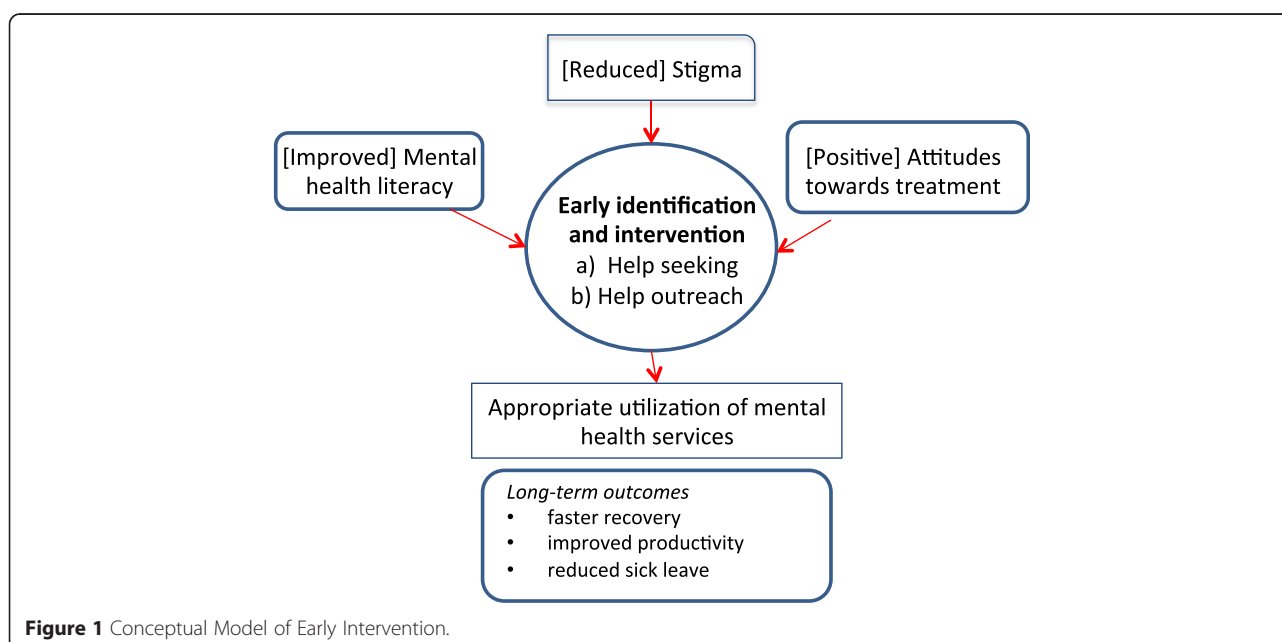 [Reduced] Stigma
[Improved] Mental
health literacy
[Positive] Attitudes
towards treatment
Early identification
and intervention
a) Help seeking
b) Help outreach
Appropriate utilization of mental
health services
Long-term outcomes
• faster recovery
• improved productivity
• reduced sick leave
Figure 1 Conceptual Model of Early Intervention.